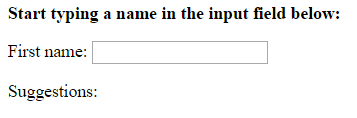 Start typing a name in the input field below:
First name:
Suggestions: